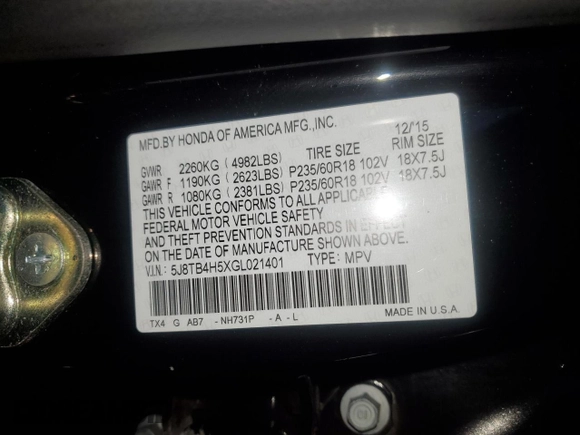 MFD.BY HONDA OF AMERICA MFG.,INC. 12/'15
TIRE SIZE RIM SIZE
GVWR 2260KG (4982LBS)
GAWR F 1190KG (2623LBS) P235/60R18 102V 18X7.5J
GAWR R 1080KG (2381LBS) P235/60R18 102V 18X7.5J
THIS VEHICLE CONFORMS TO ALL APPLICABLE
FEDERAL MOTOR VEHICLE SAFETY
AND THEFT PREVENTION STANDARDS IN EFFECT
ON THE DATE OF MANUFACTURE SHOWN ABOVE.
V.I.N.: 5J8TB4H5XGL021401 TYPE: MPV
TX4 G AB7 -NH731P -A -L MADE IN U.S.A.